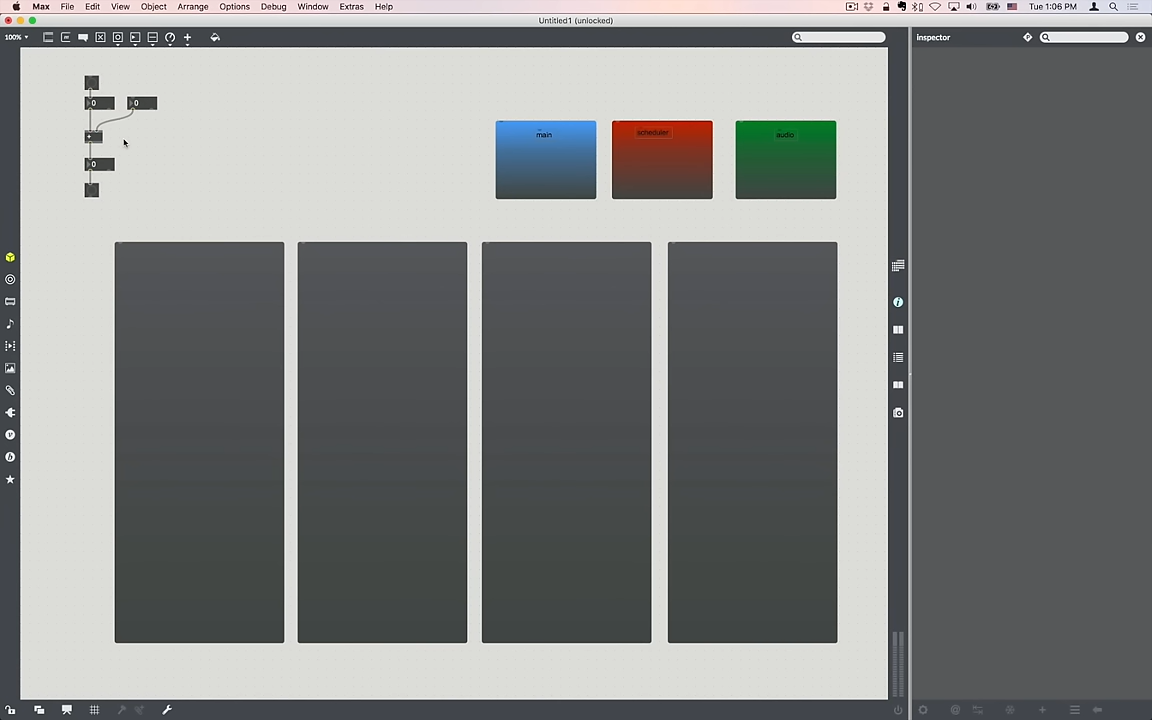 Max File Edit View Object Arrange Options Debug Window Extras Help Tue 1:06 PM
Untitled1 (unlocked)
100%
inspector
0 0
+
0
main scheduler audio